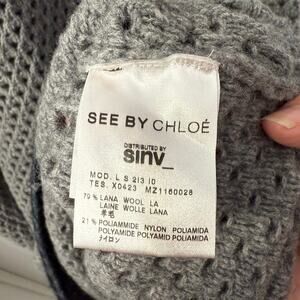 SEE BY CHLOÉ
DISTRIBUTED BY
sinv_
MOD. L S 213 10
TES. X0423 MZ1160028
79 % LANA WOOL LA
LAINE WOLLE LANA
羊毛
21 % POLIAMMIDE NYLON POLIAMIDA
POLYAMIDE POLYAMID POLIAMIDA
ナイロン